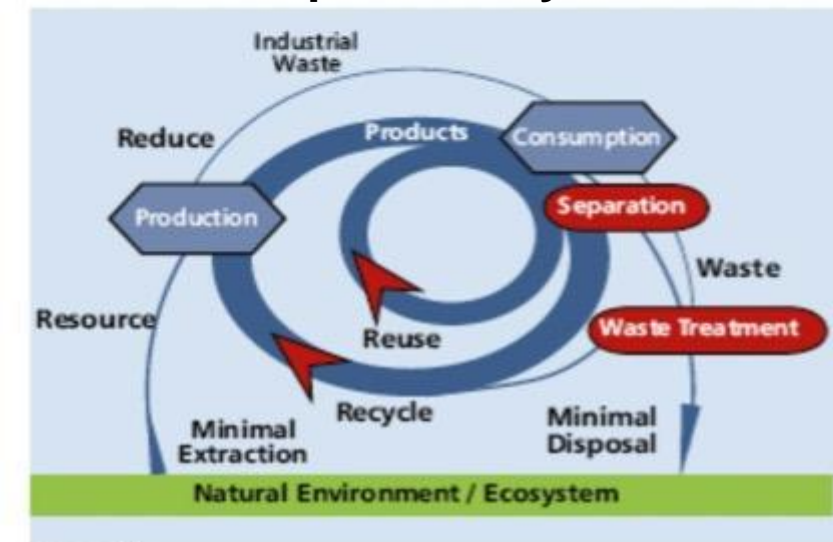 Industrial
Waste
Reduce
Products
Consumption
Production
Separation
Waste
Resource
Waste Treatment
Reuse
Recycle
Minimal
Extraction
Minimal
Disposal
Natural Environment / Ecosystem